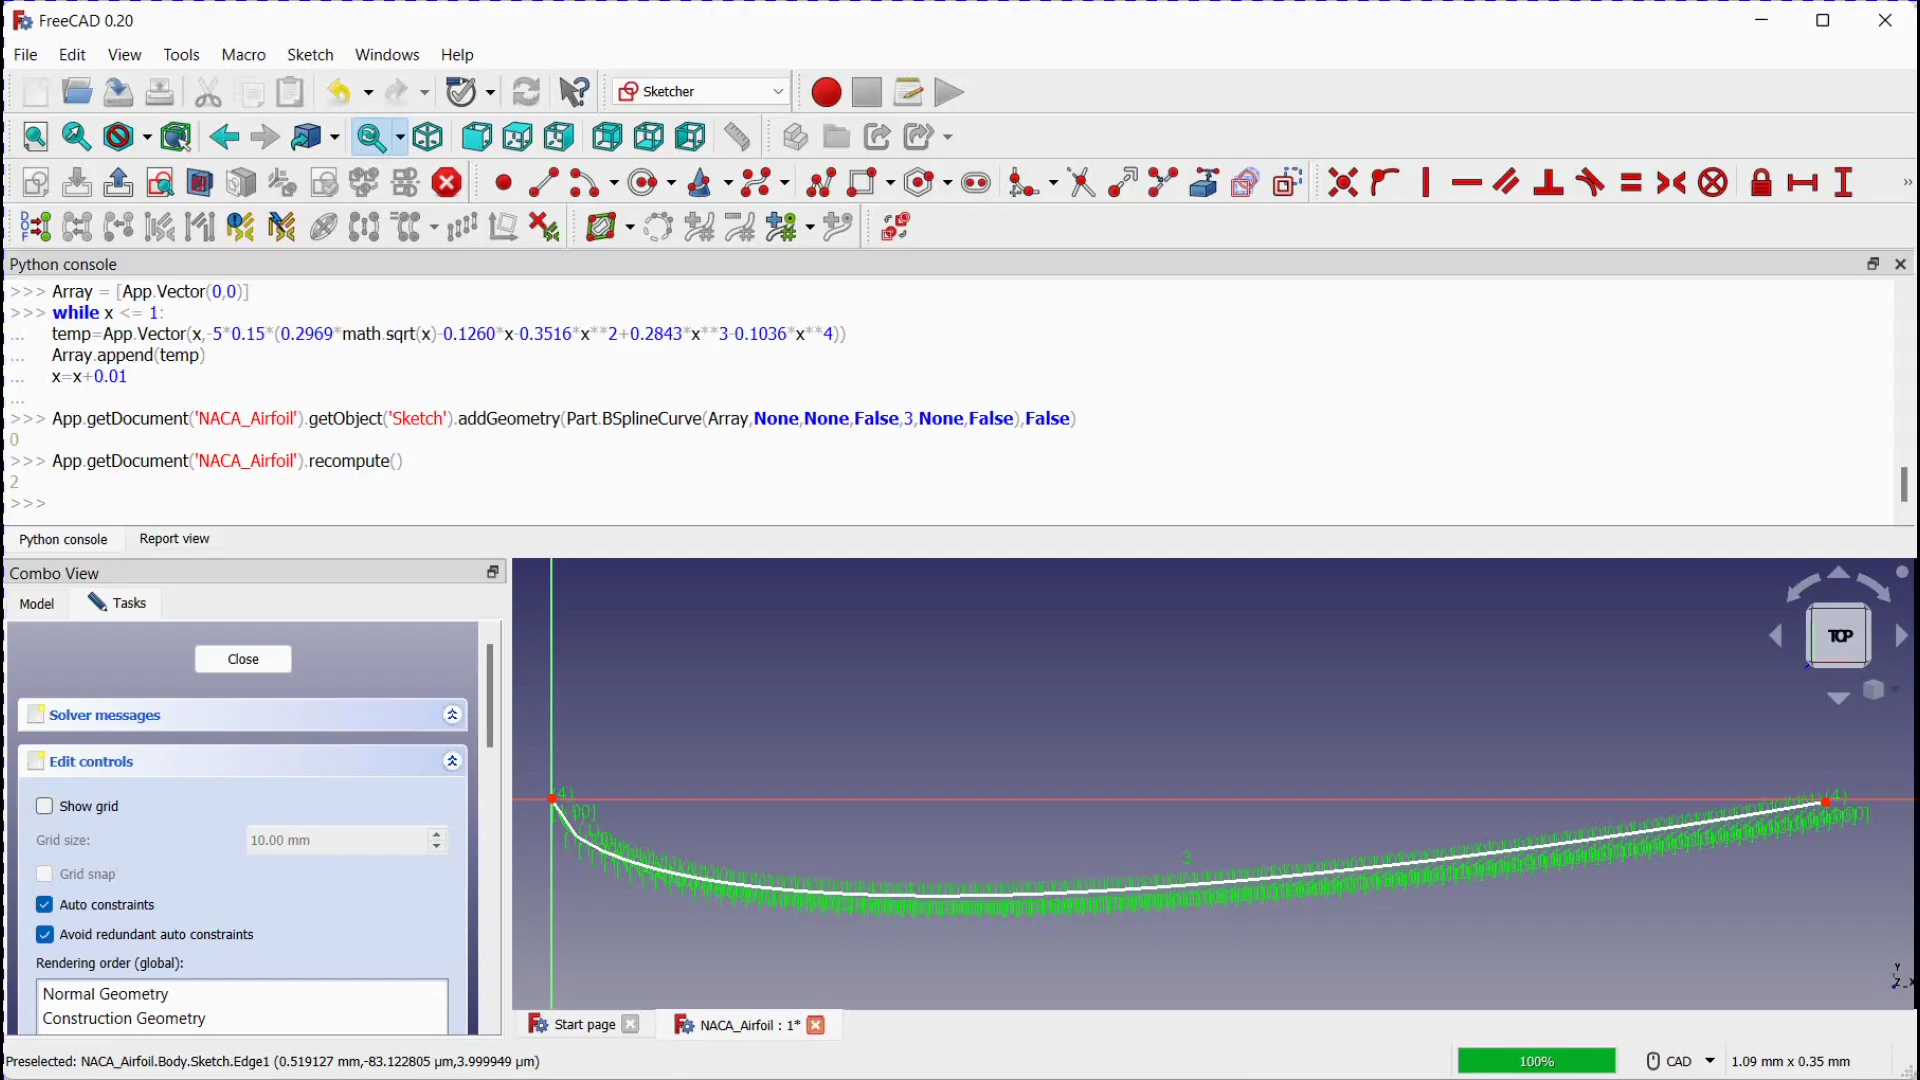 FreeCAD 0.20
File Edit View Tools Macro Sketch Windows Help
Sketcher
Python console
>>> Array = [App.Vector(0,0)]
>>> while x <= 1:
... temp=App.Vector(x,-5*0.15*(0.2969*math.sqrt(x)-0.1260*x-0.3516*x**2+0.2843*x**3-0.1036*x**4))
... Array.append(temp)
... x=x+0.01
...
>>> App.getDocument('NACA_Airfoil').getObject('Sketch').addGeometry(Part.BSplineCurve(Array,None,None,False,3,None,False),False)
0
>>> App.getDocument('NACA_Airfoil').recompute()
2
>>>
Python console Report view
Combo View
Model Tasks
Close
Solver messages
Edit controls
Show grid
Grid size: 10.00 mm
Grid snap
Auto constraints
Avoid redundant auto constraints
Rendering order (global):
Normal Geometry
Construction Geometry
TOP
3
Start page NACA_Airfoil : 1*
Preselected: NACA_Airfoil.Body.Sketch.Edge1 (0.519127 mm,-83.122805 µm,3.999949 µm)
100% CAD 1.09 mm x 0.35 mm